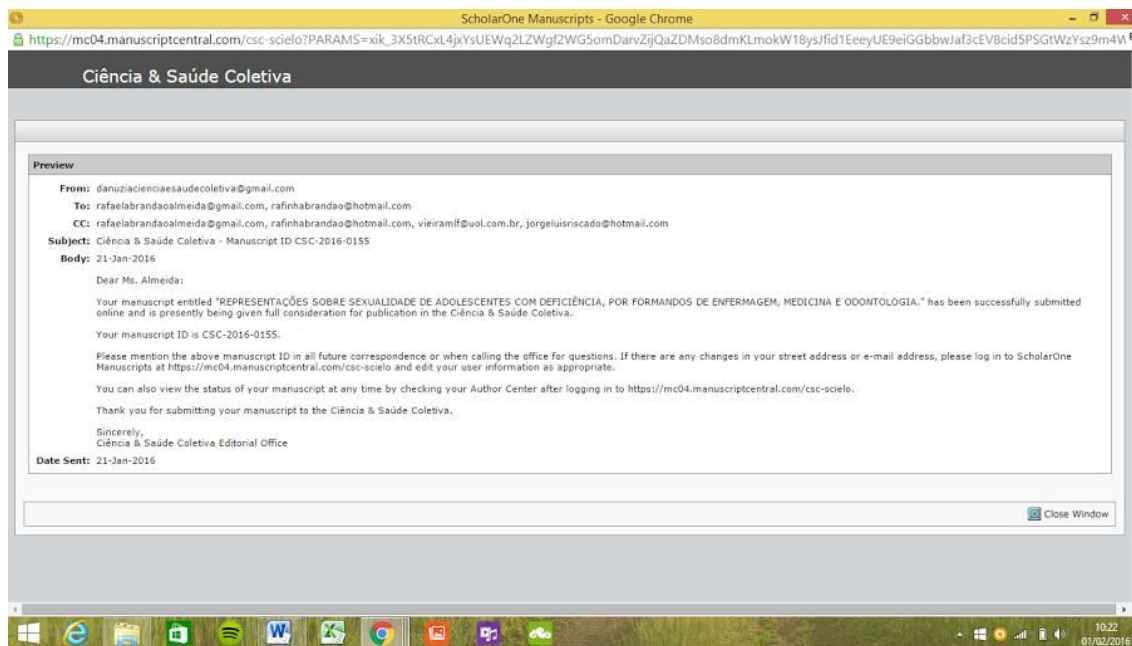 ScholarOne Manuscripts - Google Chrome
Ciência & Saúde Coletiva
Preview
From: danuziacienciaesaudecoletiva@gmail.com
To: rafaelabrandaoalmeida@gmail.com, rafinhabrandao@hotmail.com
CC: rafaelabrandaoalmeida@gmail.com, rafinhabrandao@hotmail.com, vieiramlf@uol.com.br, jorgeluisriscado@hotmail.com
Subject: Ciência & Saúde Coletiva - Manuscript ID CSC-2016-0155
Body: 21-Jan-2016
Dear Ms. Almeida:
Your manuscript entitled "REPRESENTAÇÕES SOBRE SEXUALIDADE DE ADOLESCENTES COM DEFICIÊNCIA, POR FORMANDOS DE ENFERMAGEM, MEDICINA E ODONTOLOGIA." has been successfully submitted
online and is presently being given full consideration for publication in the Ciência & Saúde Coletiva.
Your manuscript ID is CSC-2016-0155.
Please mention the above manuscript ID in all future correspondence or when calling the office for questions. If there are any changes in your street address or e-mail address, please log in to ScholarOne
Manuscripts at https://mc04.manuscriptcentral.com/csc-scielo and edit your user information as appropriate.
You can also view the status of your manuscript at any time by checking your Author Center after logging in to https://mc04.manuscriptcentral.com/csc-scielo.
Thank you for submitting your manuscript to the Ciência & Saúde Coletiva.
Sincerely,
Ciência & Saúde Coletiva Editorial Office
Date Sent: 21-Jan-2016
Close Window
10:22
01/02/2016